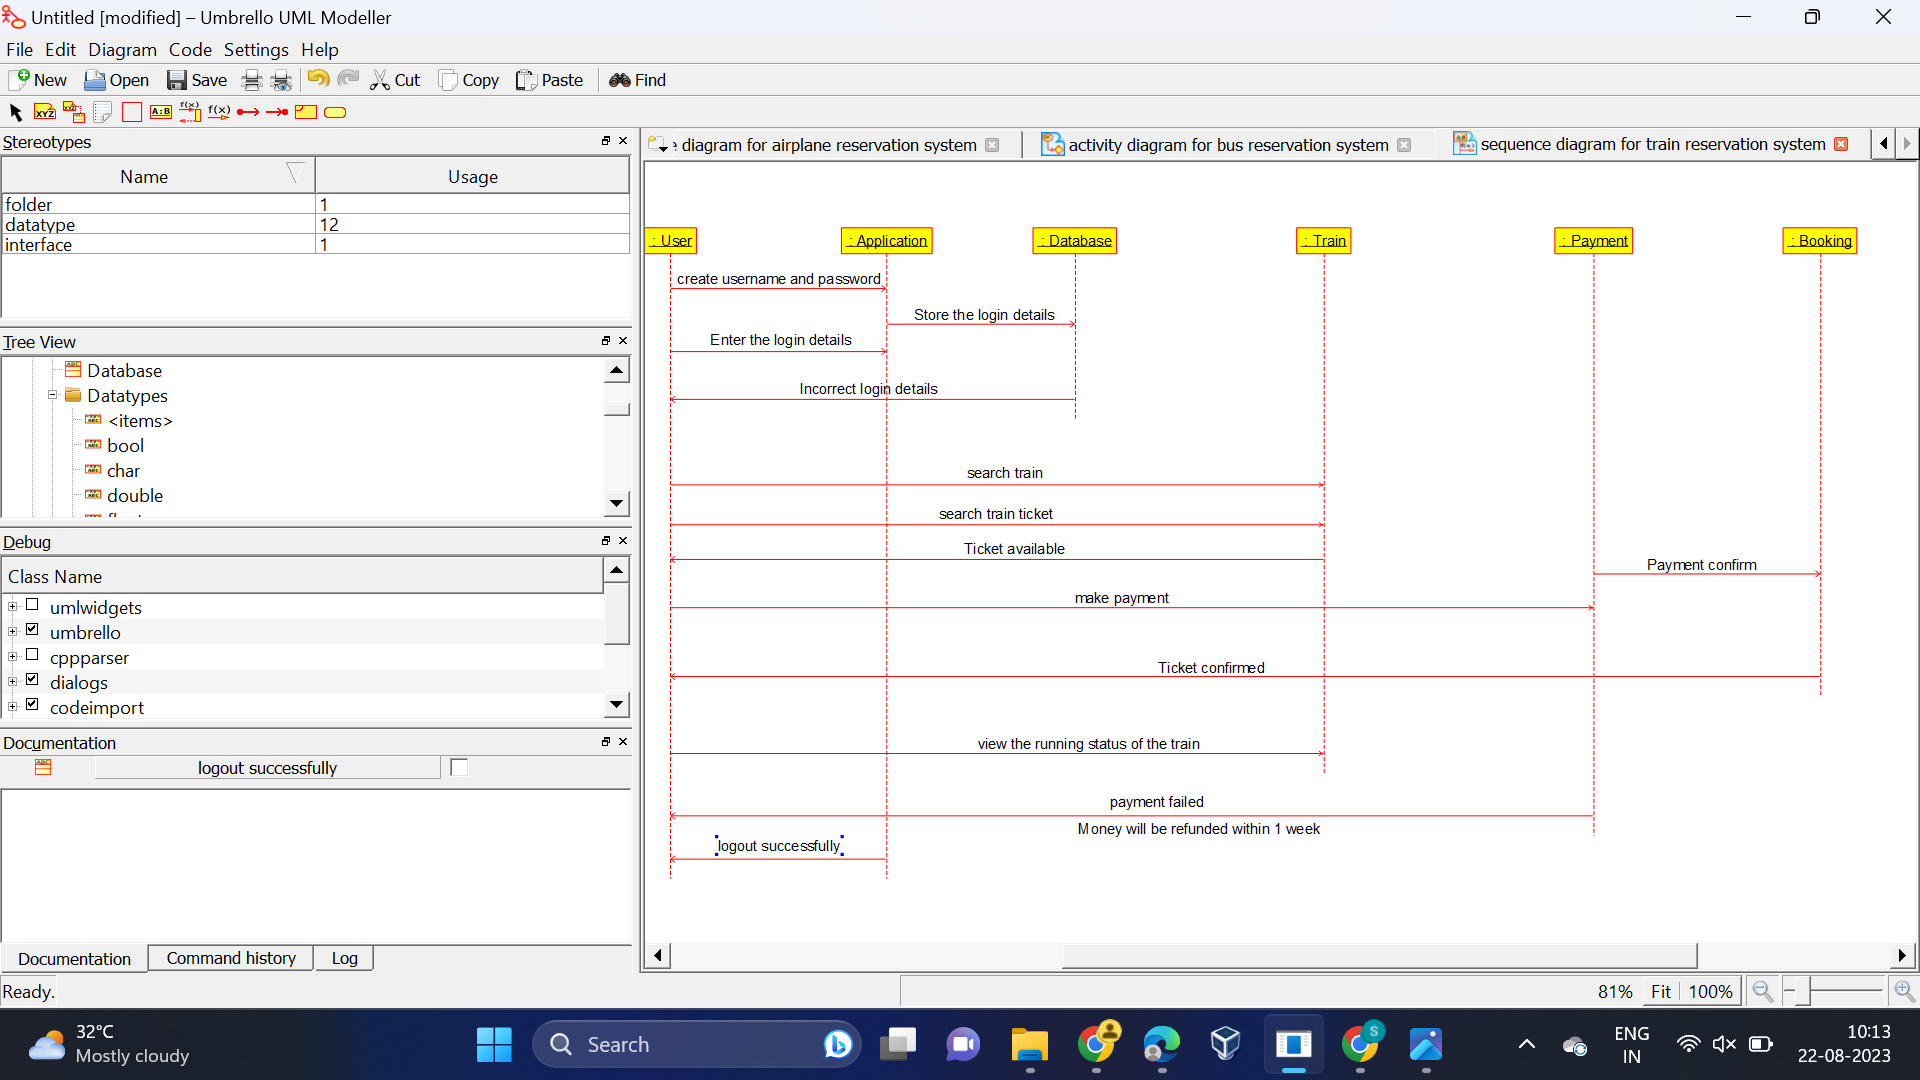 Untitled [modified] – Umbrello UML Modeller
File Edit Diagram Code Settings Help
New Open Save Cut Copy Paste Find
XYZ A:B f(x) f(x)
Stereotypes
Name Usage
folder 1
datatype 12
interface 1
Tree View
Database
Datatypes
<items>
bool
char
double
Debug
Class Name
umlwidgets
umbrello
cppparser
dialogs
codeimport
Documentation
logout successfully
Documentation Command history Log
Ready.
diagram for airplane reservation system
activity diagram for bus reservation system
sequence diagram for train reservation system
: User : Application : Database : Train : Payment : Booking
create username and password
Store the login details
Enter the login details
Incorrect login details
search train
search train ticket
Ticket available
Payment confirm
make payment
Ticket confirmed
view the running status of the train
payment failed
Money will be refunded within 1 week
logout successfully
81% Fit 100%
32°C
Mostly cloudy
Search
S
ENG
IN
10:13
22-08-2023